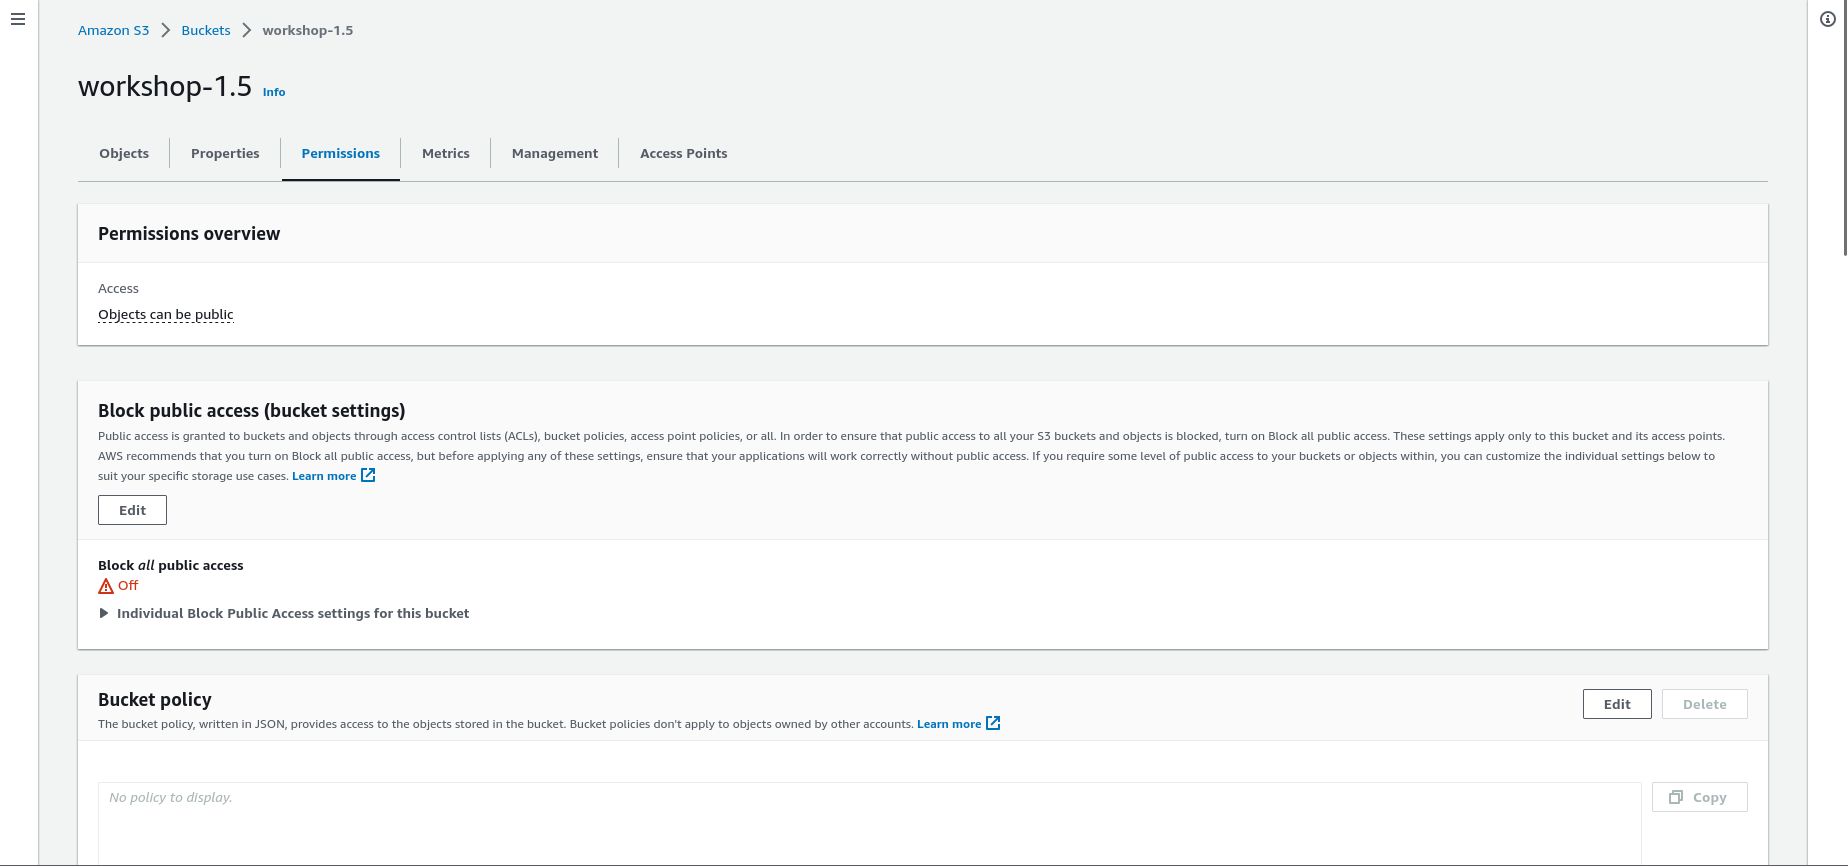 Amazon S3 > Buckets > workshop-1.5
workshop-1.5 Info
Objects Properties Permissions Metrics Management Access Points
Permissions overview
Access
Objects can be public
Block public access (bucket settings)
Public access is granted to buckets and objects through access control lists (ACLs), bucket policies, access point policies, or all. In order to ensure that public access to all your S3 buckets and objects is blocked, turn on Block all public access. These settings apply only to this bucket and its access points.
AWS recommends that you turn on Block all public access, but before applying any of these settings, ensure that your applications will work correctly without public access. If you require some level of public access to your buckets or objects within, you can customize the individual settings below to
suit your specific storage use cases. Learn more
Edit
Block all public access
Off
Individual Block Public Access settings for this bucket
Bucket policy
Edit Delete
The bucket policy, written in JSON, provides access to the objects stored in the bucket. Bucket policies don't apply to objects owned by other accounts. Learn more
No policy to display.
Copy